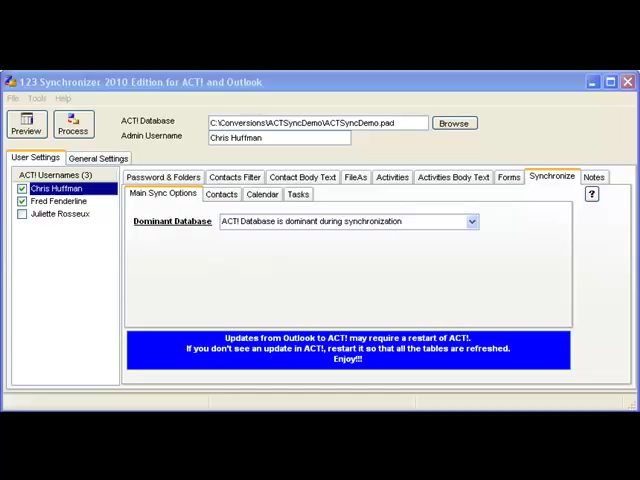 123 Synchronizer 2010 Edition for ACT! and Outlook
File Tools Help
Preview
Process
ACT! Database
C:\Conversions\ACTSyncDemo\ACTSyncDemo.pad
Browse
Admin Username
Chris Huffman
User Settings
General Settings
ACT! Usernames (3)
Chris Huffman
Fred Fenderline
Juliette Rosseux
Password & Folders
Contacts Filter
Contact Body Text
FileAs
Activities
Activities Body Text
Forms
Synchronize
Notes
Main Sync Options
Contacts
Calendar
Tasks
?
Dominant Database
ACT! Database is dominant during synchronization
Updates from Outlook to ACT! may require a restart of ACT!.
If you don't see an update in ACT!, restart it so that all the tables are refreshed.
Enjoy!!!